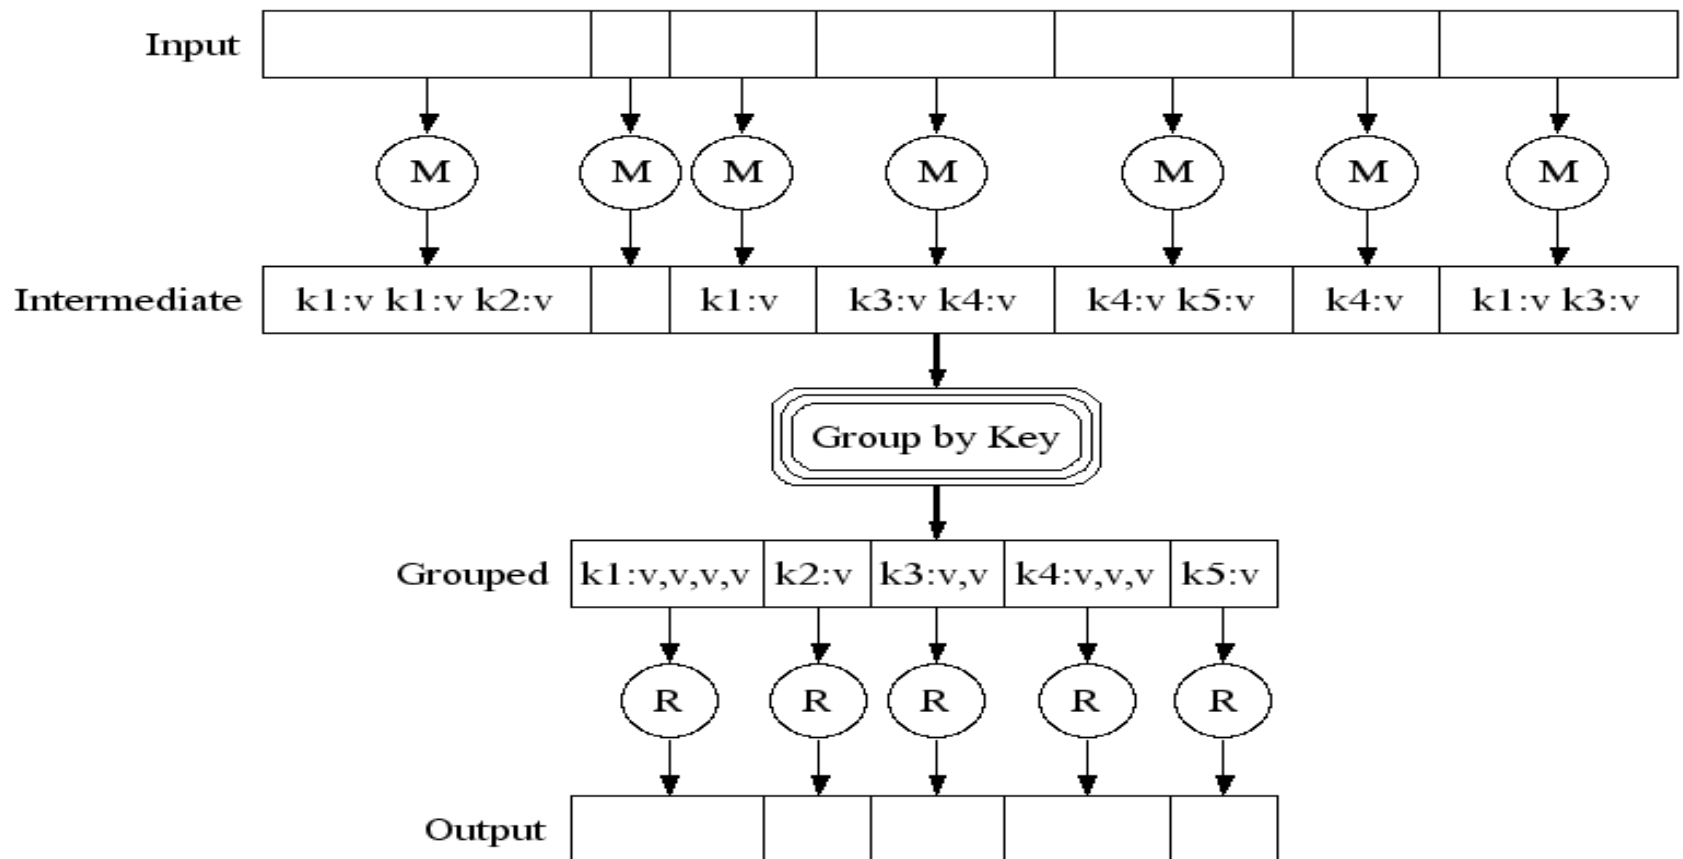 Input
M M M M M M M
Intermediate k1:v k1:v k2:v k1:v k3:v k4:v k4:v k5:v k4:v k1:v k3:v
Group by Key
Grouped k1:v,v,v,v k2:v k3:v,v k4:v,v,v k5:v
R R R R R
Output